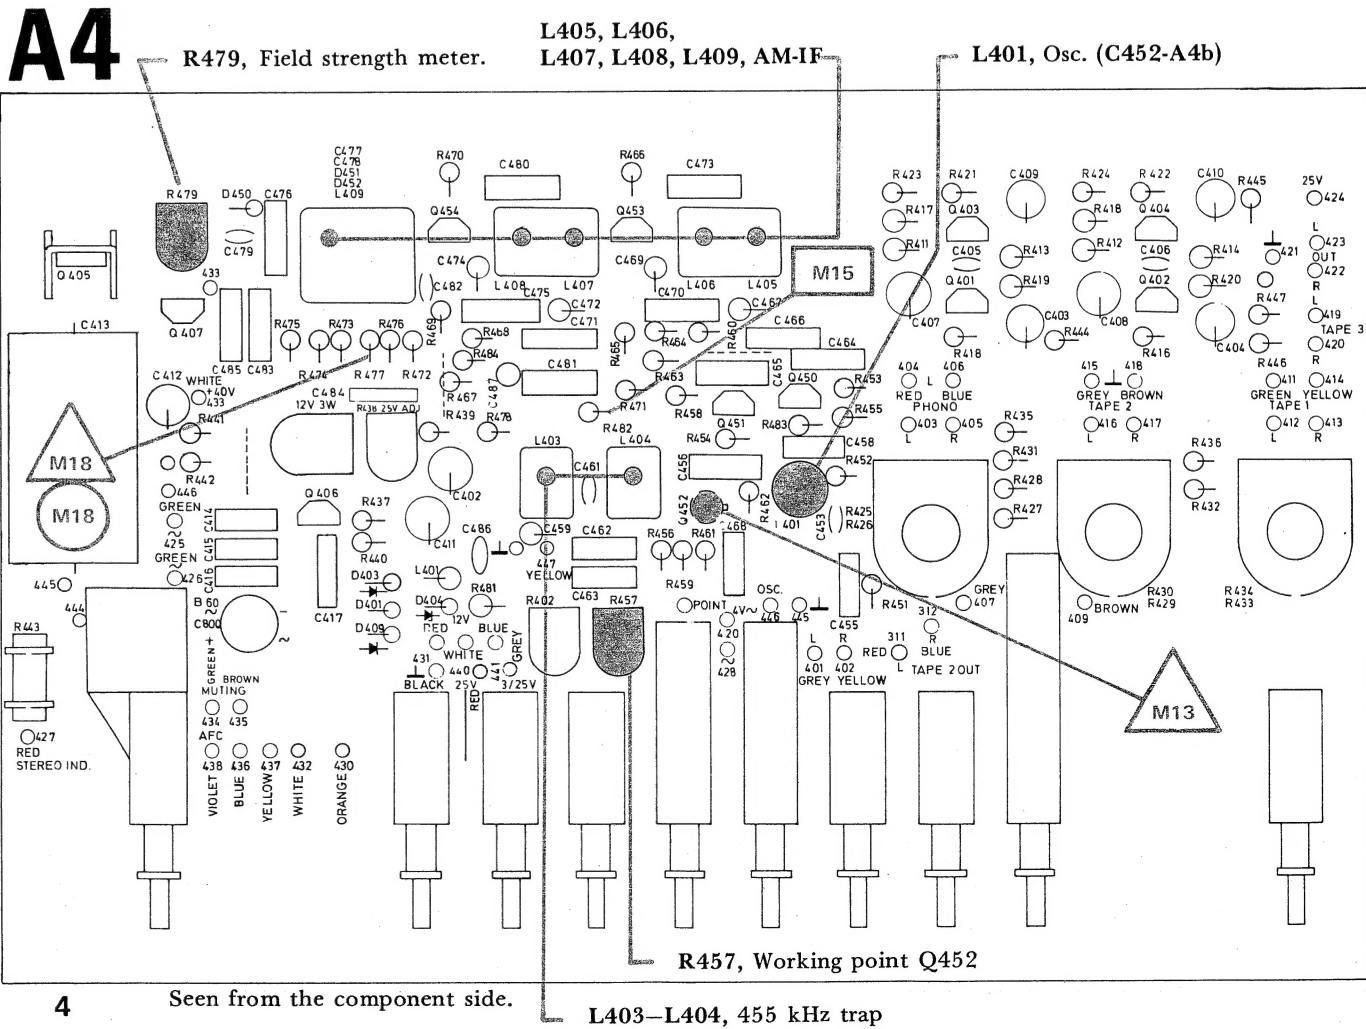 A4
R479, Field strength meter.
L405, L406,
L407, L408, L409, AM-IF
L401, Osc. (C452-A4b)
C477
C478
D451
D452
L409
R470
C480
R466
C473
R423
R421
C409
R424
R422
C410
R445
25V
424
R479
D450
C476
Q454
Q453
R417
Q403
R418
Q404
L
423
OUT
422
R
C479
R411
C405
R413
R412
C406
R414
421
Q405
433
C474
C469
M15
C482
L408
C475
L407
C472
C470
L406
L405
C467
R419
Q401
Q402
R420
R447
L
419
TAPE 3
420
R
Q407
C407
C403
R444
C408
C404
C413
R475
R473
R476
R469
R468
C471
R465
R464
R460
C466
C464
R418
R416
R446
C485
C483
R474
R477
R472
R484
C481
R463
C465
Q450
R453
404
L
406
RED
BLUE
PHONO
415
418
GREY
BROWN
TAPE 2
411
414
GREEN
YELLOW
TAPE 1
C412
WHITE
+40V
433
C484
R467
C487
R471
R458
R455
12V 3W
R438 25V ADJ
R439
R478
R482
Q451
R483
403
405
L
R
416
417
412
413
L
R
R441
L403
L404
R454
C458
R435
R436
M18
R442
C461
C456
R452
R431
446
GREEN
Q406
R437
C402
Q452
R462
L401
C453
R425
R426
R428
R432
M18
C414
C411
C486
C459
C462
C468
R427
425
GREEN
C415
R440
R456
R461
447
YELLOW
445
426
C416
D403
L401
R481
C463
R459
OSC.
R451
GREY
407
R430
R429
R434
R433
444
B 60
C800
C417
D401
D404
12V
R402
R457
POINT
4V~
446
445
C455
312
409
BROWN
R443
D409
RED
BLUE
GREY
420
L
R
311
R
GREEN +
WHITE
428
401
402
RED
BLUE
431
440
441
GREY YELLOW
L
TAPE 2 OUT
BROWN
MUTING
BLACK
25V
RED
3/25V
M13
434
435
427
AFC
RED
STEREO IND.
438
436
437
432
430
VIOLET
BLUE
YELLOW
WHITE
ORANGE
R457, Working point Q452
4
Seen from the component side.
L403—L404, 455 kHz trap